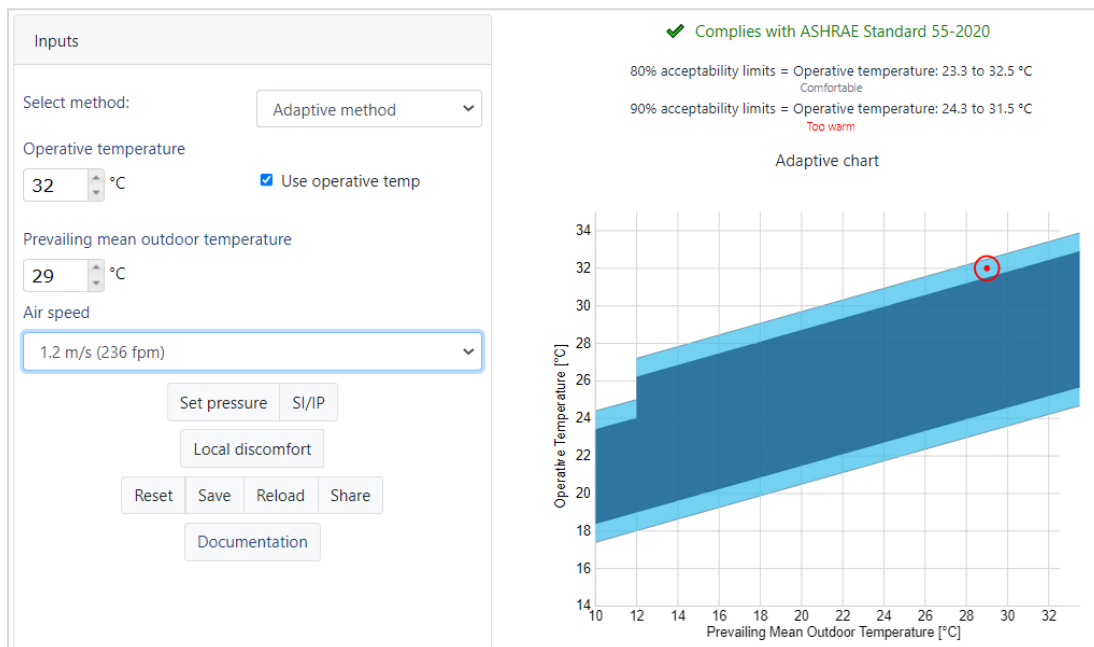 Inputs
Select method:
Adaptive method
Operative temperature
32 °C
Use operative temp
Prevailing mean outdoor temperature
29 °C
Air speed
1.2 m/s (236 fpm)
Set pressure SI/IP
Local discomfort
Reset Save Reload Share
Documentation
Complies with ASHRAE Standard 55-2020
80% acceptability limits = Operative temperature: 23.3 to 32.5 °C
Comfortable
90% acceptability limits = Operative temperature: 24.3 to 31.5 °C
Too warm
Adaptive chart
Operative Temperature [°C]
34
32
30
28
26
24
22
20
18
16
14
10 12 14 16 18 20 22 24 26 28 30 32
Prevailing Mean Outdoor Temperature [°C]